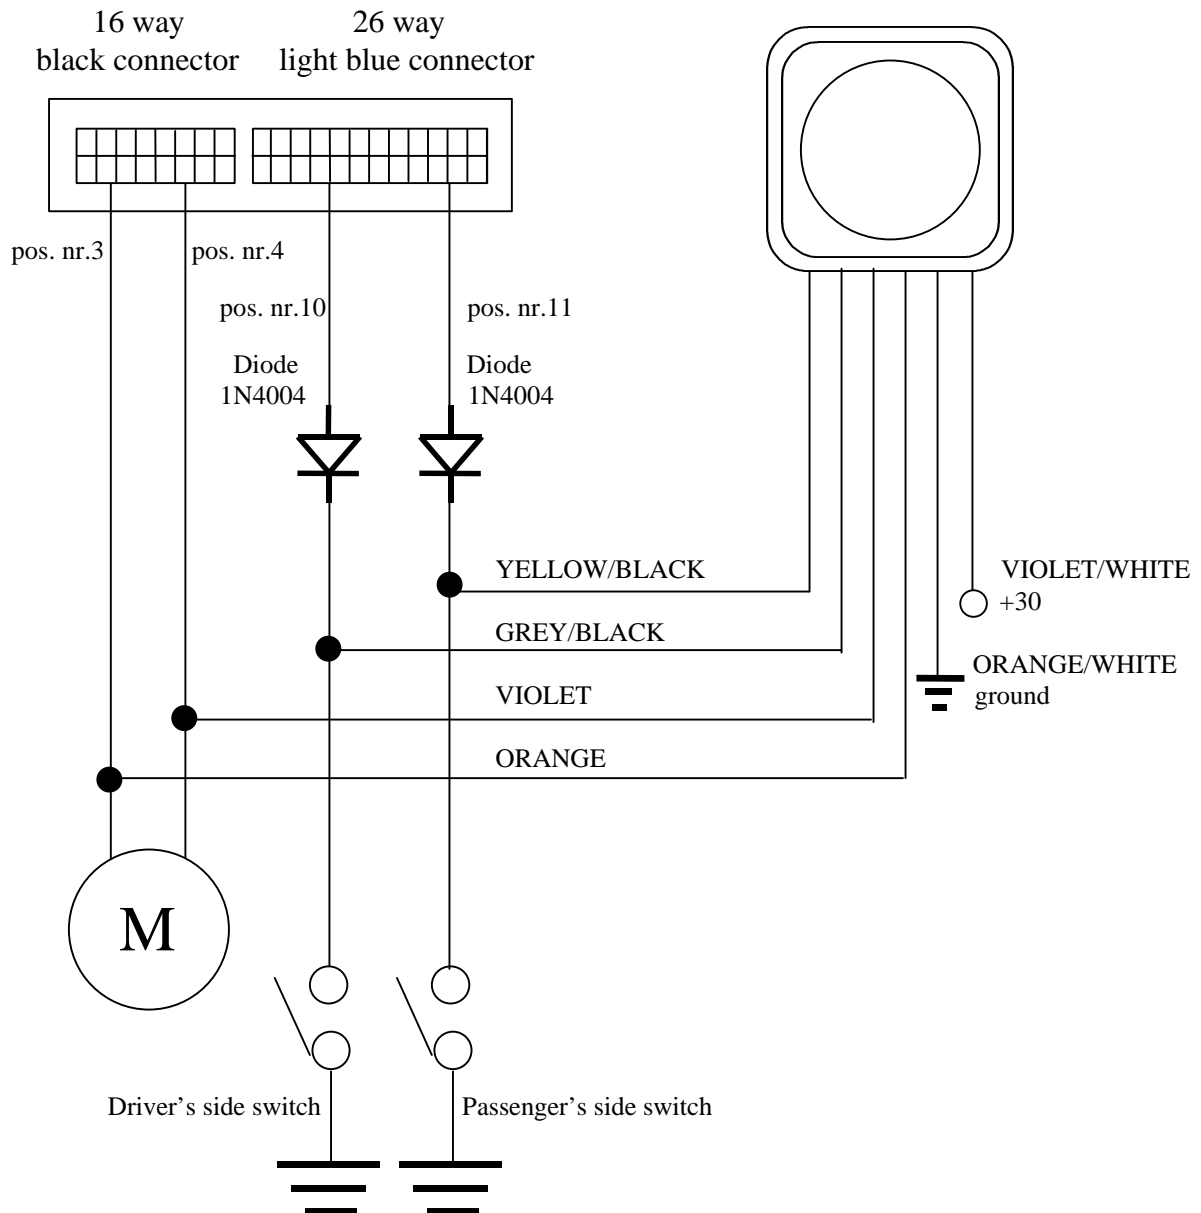 16 way
black connector
26 way
light blue connector
pos. nr.3
pos. nr.4
pos. nr.10
pos. nr.11
Diode
1N4004
Diode
1N4004
YELLOW/BLACK
GREY/BLACK
VIOLET
ORANGE
VIOLET/WHITE
+30
ORANGE/WHITE
ground
M
Driver’s side switch
Passenger’s side switch